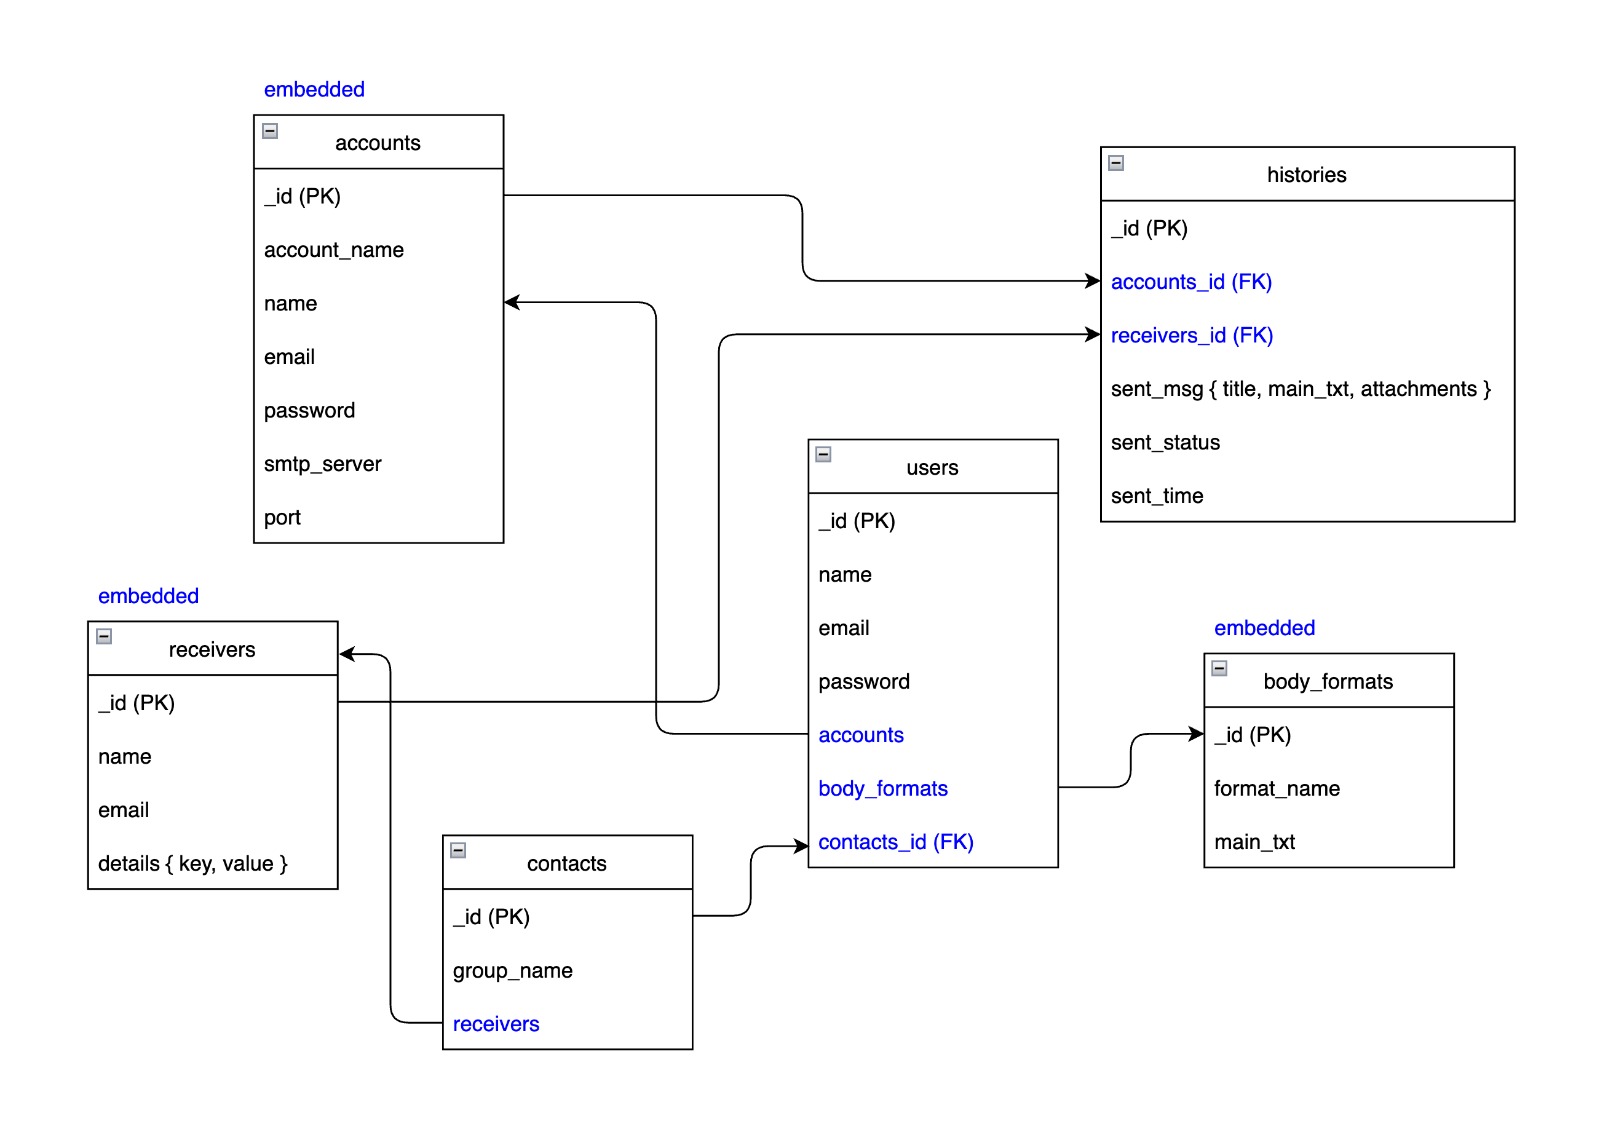 embedded
accounts
_id (PK)
account_name
name
email
password
smtp_server
port
histories
_id (PK)
accounts_id (FK)
receivers_id (FK)
sent_msg { title, main_txt, attachments }
sent_status
sent_time
users
_id (PK)
name
email
password
accounts
body_formats
contacts_id (FK)
embedded
receivers
_id (PK)
name
email
details { key, value }
embedded
body_formats
_id (PK)
format_name
main_txt
contacts
_id (PK)
group_name
receivers